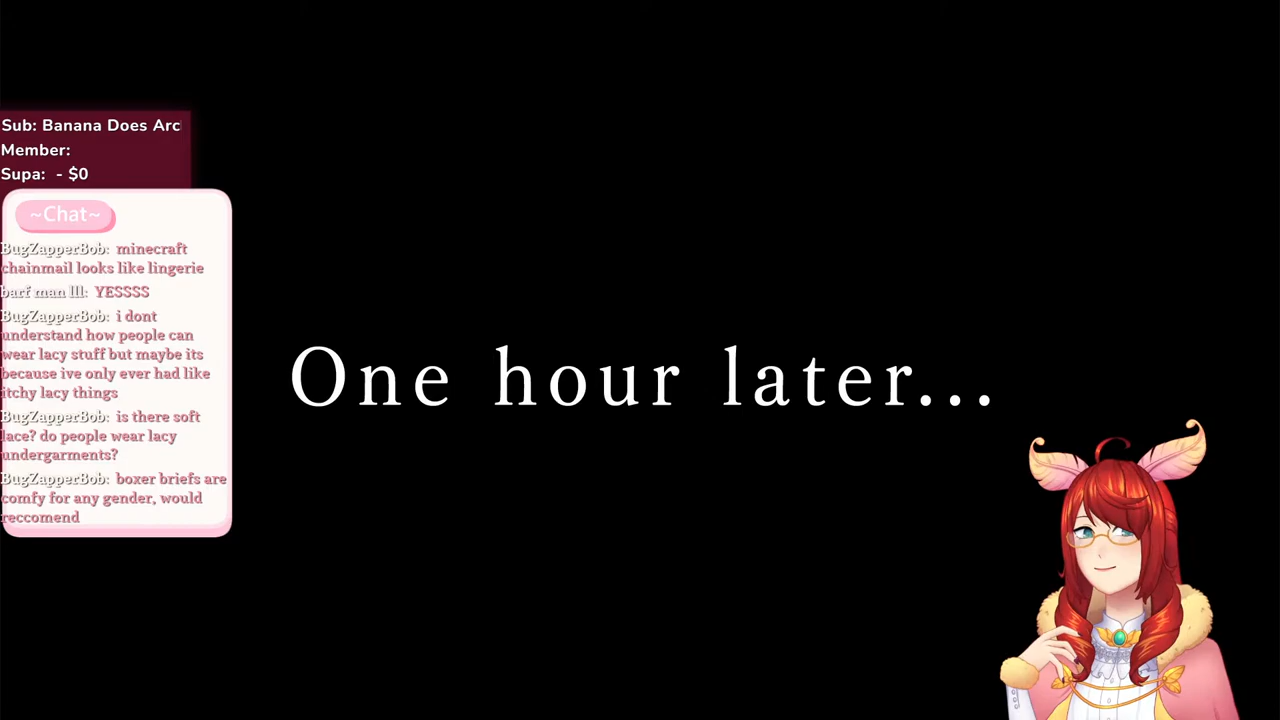 Sub: Banana Does Arc
Member:
Supa: - $0
~Chat~
BugZapperBob: minecraft
chainmail looks like lingerie
barf man lll: YESSSS
BugZapperBob: i dont
understand how people can
wear lacy stuff but maybe its
because ive only ever had like
itchy lacy things
BugZapperBob: is there soft
lace? do people wear lacy
undergarments?
BugZapperBob: boxer briefs are
comfy for any gender, would
reccomend
One hour later...